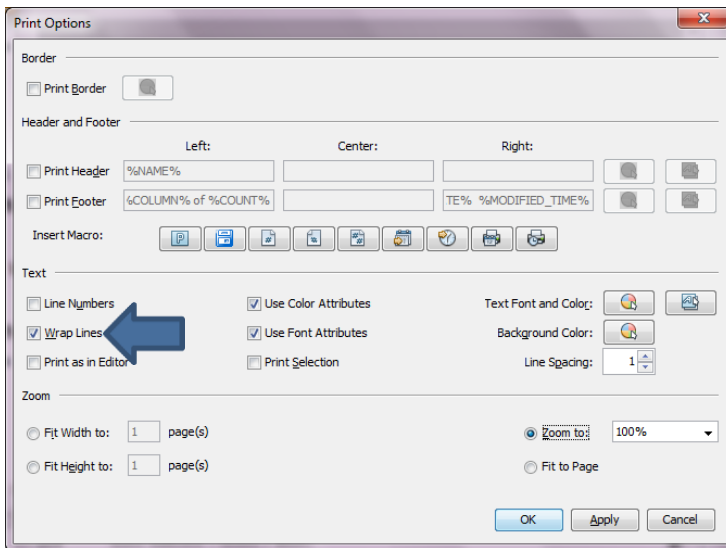 Print Options
Border
Print Border
Header and Footer
Left: Center: Right:
Print Header %NAME%
Print Footer %COLUMN% of %COUNT% TE% %MODIFIED_TIME%
Insert Macro:
Text
Line Numbers Use Color Attributes Text Font and Color:
Wrap Lines Use Font Attributes Background Color:
Print as in Editor Print Selection Line Spacing: 1
Zoom
Fit Width to: 1 page(s) Zoom to: 100%
Fit Height to: 1 page(s) Fit to Page
OK Apply Cancel